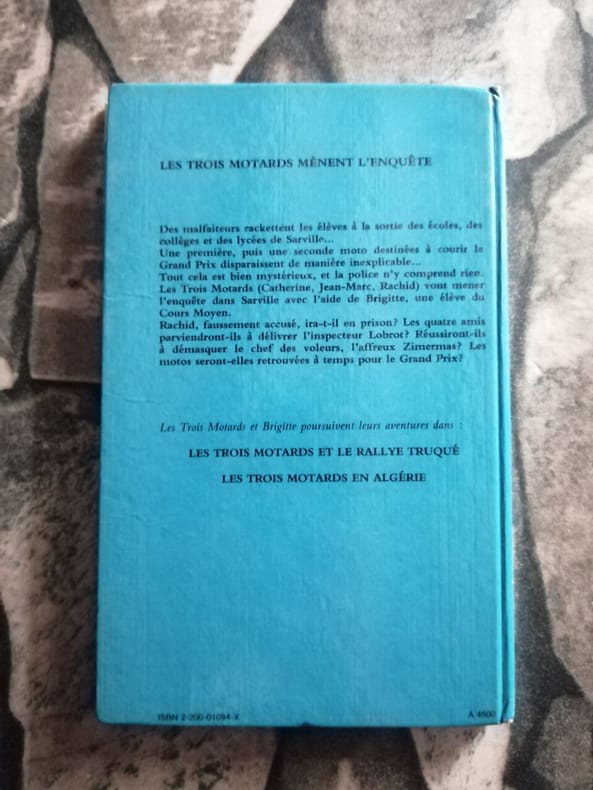 LES TROIS MOTARDS MÈNENT L'ENQUÊTE
Des malfaiteurs rackettent les élèves à la sortie des écoles, des
collèges et des lycées de Sarville...
Une première, puis une seconde moto destinées à courir le
Grand Prix disparaissent de manière inexplicable...
Tout cela est bien mystérieux, et la police n'y comprend rien.
Les Trois Motards (Catherine, Jean-Marc, Rachid) vont mener
l'enquête dans Sarville avec l'aide de Brigitte, une élève du
Cours Moyen.
Rachid, faussement accusé, ira-t-il en prison? Les quatre amis
parviendront-ils à délivrer l'inspecteur Lobrot? Réussiront-ils
à démasquer le chef des voleurs, l'affreux Zimermas? Les
motos seront-elles retrouvées à temps pour le Grand Prix?
Les Trois Motards et Brigitte poursuivent leurs aventures dans :
LES TROIS MOTARDS ET LE RALLYE TRUQUÉ
LES TROIS MOTARDS EN ALGÉRIE
ISBN 2-200-01094-X
A 4500